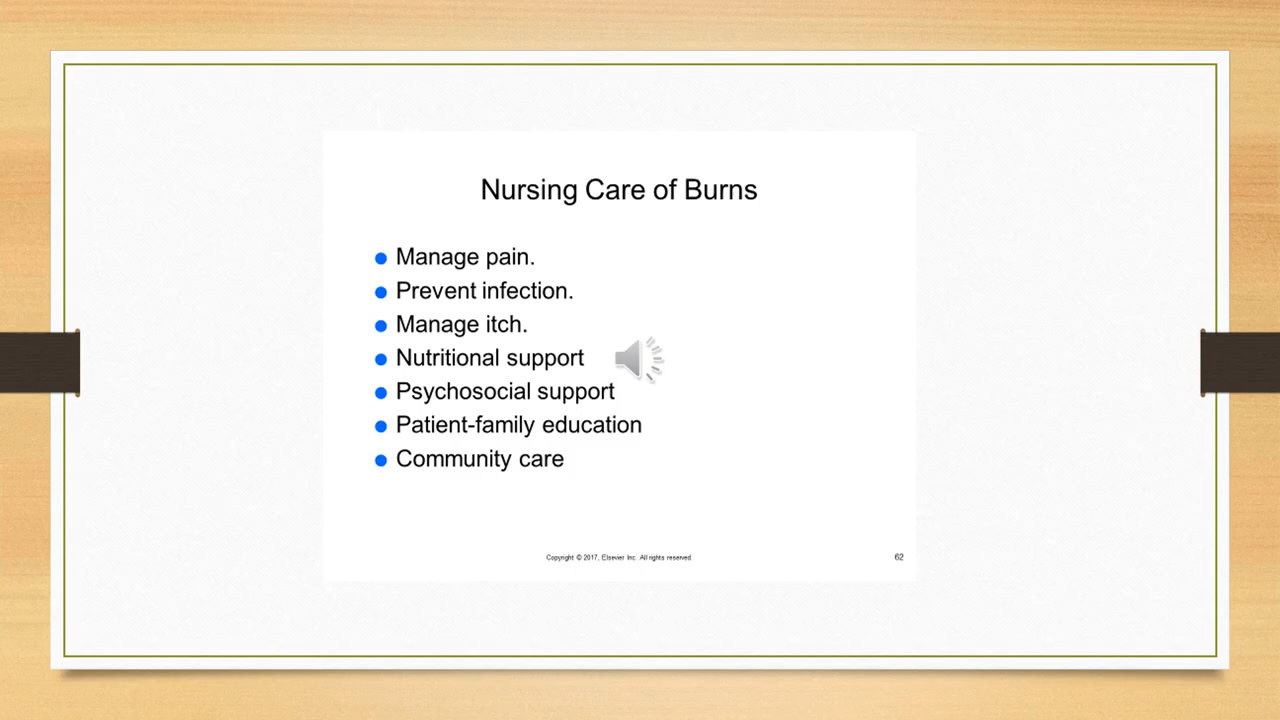 Nursing Care of Burns
Manage pain.
Prevent infection.
Manage itch.
Nutritional support
Psychosocial support
Patient-family education
Community care
Copyright © 2017, Elsevier Inc. All rights reserved.
62